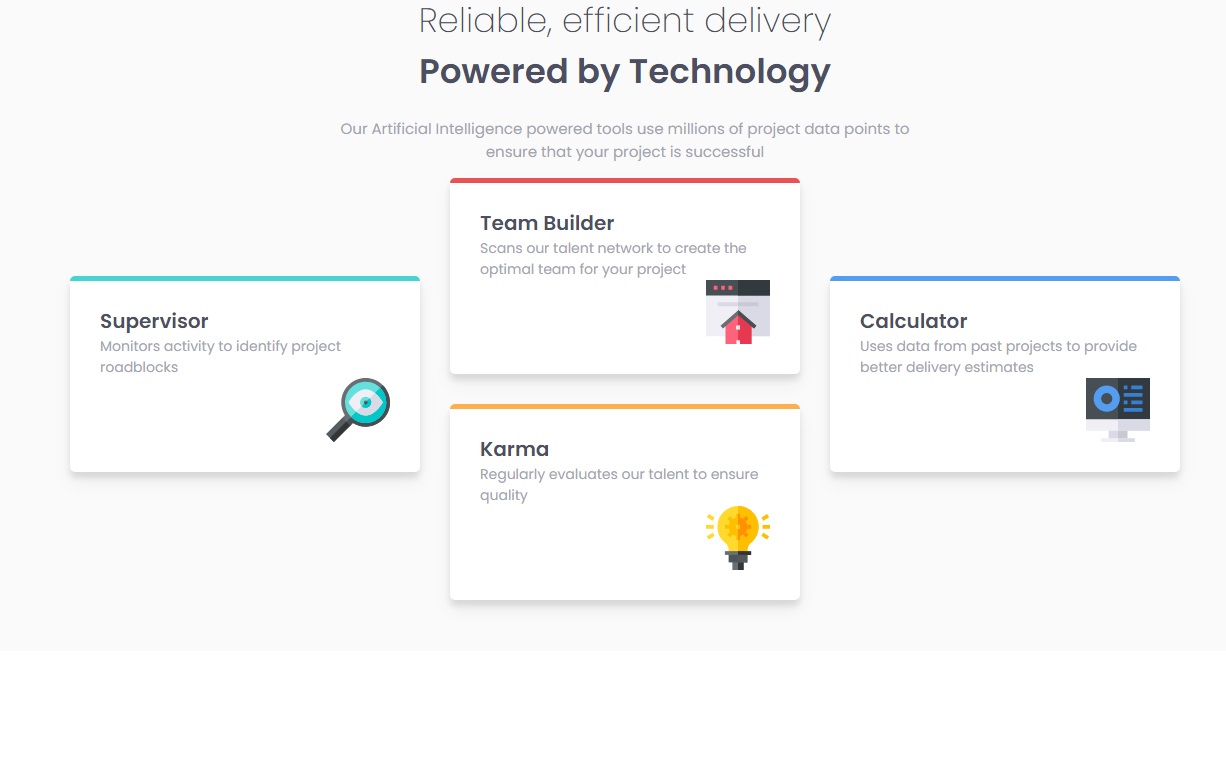 Reliable, efficient delivery
Powered by Technology
Our Artificial Intelligence powered tools use millions of project data points to
ensure that your project is successful
Supervisor
Monitors activity to identify project
roadblocks
Team Builder
Scans our talent network to create the
optimal team for your project
Karma
Regularly evaluates our talent to ensure
quality
Calculator
Uses data from past projects to provide
better delivery estimates